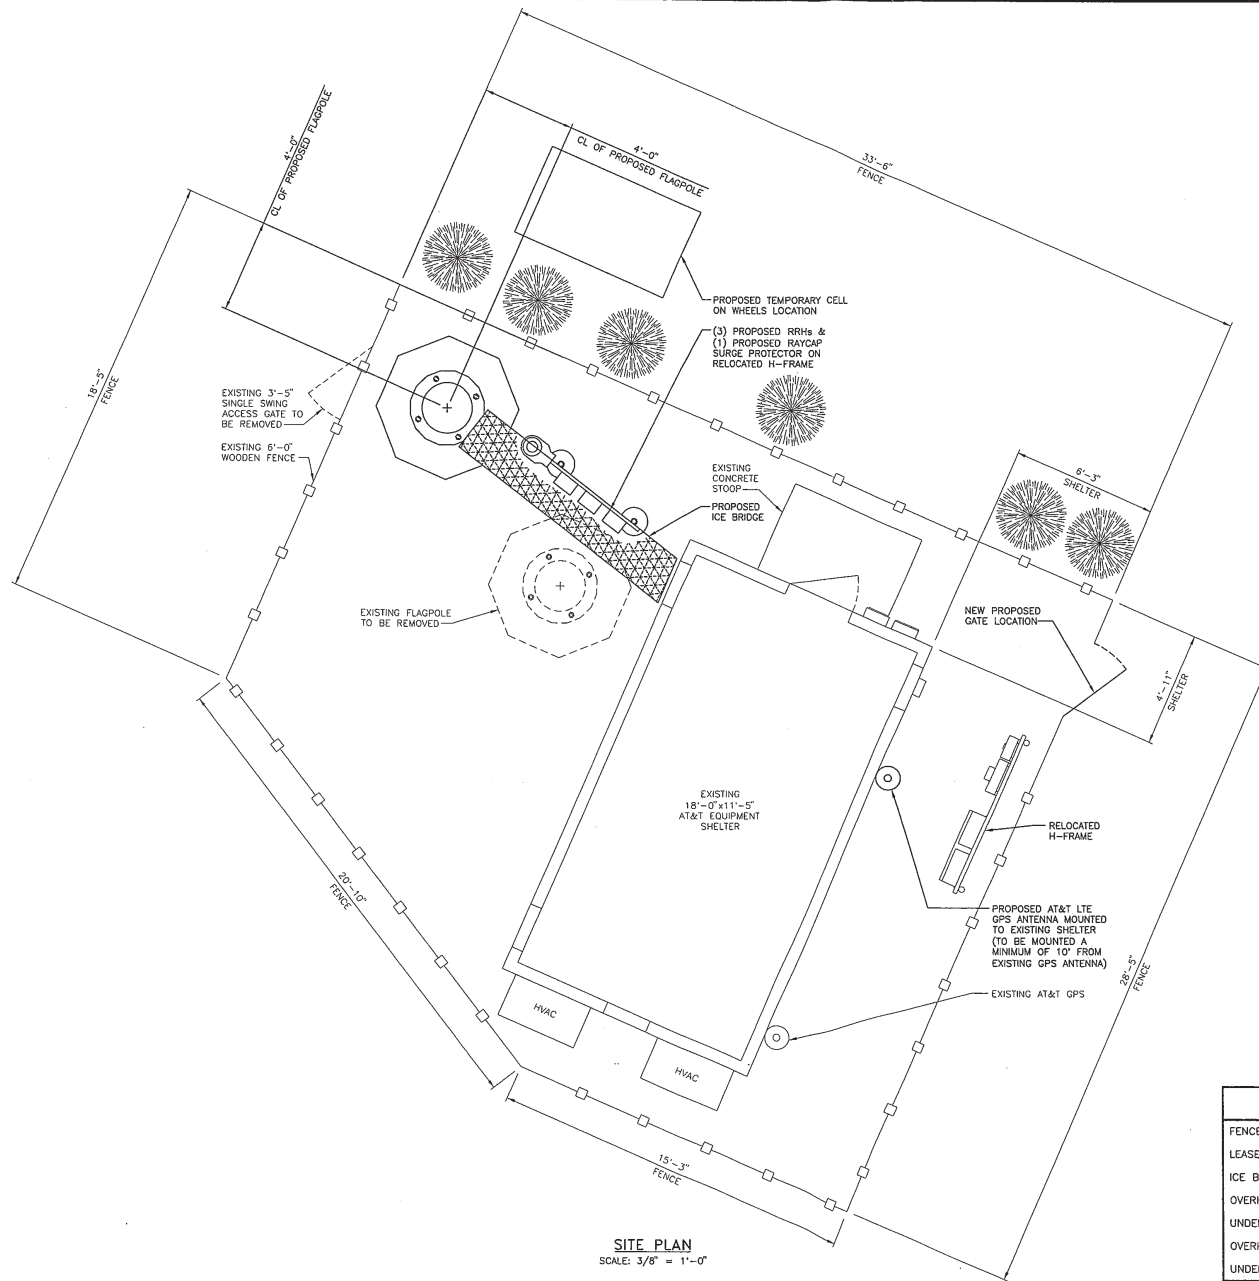 33'-6"
FENCE
4'-0"
CL OF PROPOSED FLAGPOLE
4'-0"
CL OF PROPOSED FLAGPOLE
18'-5"
FENCE
PROPOSED TEMPORARY CELL
ON WHEELS LOCATION
(3) PROPOSED RRHs &
(1) PROPOSED RAYCAP
SURGE PROTECTOR ON
RELOCATED H-FRAME
EXISTING 3'-5"
SINGLE SWING
ACCESS GATE TO
BE REMOVED
EXISTING 6'-0"
WOODEN FENCE
EXISTING
CONCRETE
STOOP
6'-3"
SHELTER
PROPOSED
ICE BRIDGE
EXISTING FLAGPOLE
TO BE REMOVED
NEW PROPOSED
GATE LOCATION
4'-11"
SHELTER
EXISTING
18'-0"x11'-5"
AT&T EQUIPMENT
SHELTER
RELOCATED
H-FRAME
20'-10"
FENCE
PROPOSED AT&T LTE
GPS ANTENNA MOUNTED
TO EXISTING SHELTER
(TO BE MOUNTED A
MINIMUM OF 10' FROM
EXISTING GPS ANTENNA)
28'-5"
FENCE
EXISTING AT&T GPS
HVAC
HVAC
15'-3"
FENCE
SITE PLAN
SCALE: 3/8" = 1'-0"
FENCE
LEASE
ICE B